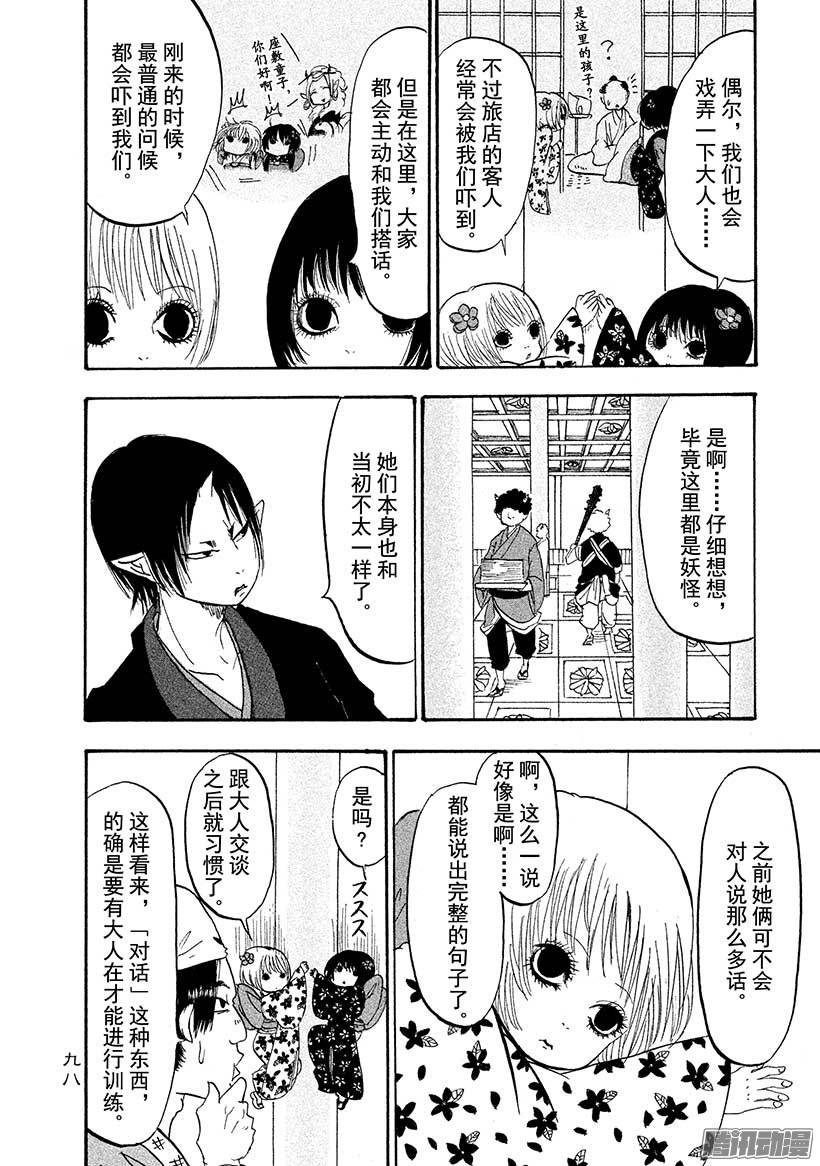 偶尔，我们也会
戏弄一下大人……
是这里的孩子？
？
不过旅店的客人
经常会被我们吓到。
但是在这里，大家
都会主动和我们搭话。
座敷童子，
你们好啊~
刚来的时候，
最普通的问候
都会吓到我们。
是啊……仔细想想，
毕竟这里都是妖怪。
她们本身也和
当初不太一样了。
之前她俩可不会
对人说那么多话。
啊，这么一说
好像是啊……
都能说出完整的句子了。
是吗？
ススス
跟大人交谈
之后就习惯了。
这样看来，「对话」这种东西，
的确是要有大人在才能进行训练。
九八
腾讯动漫